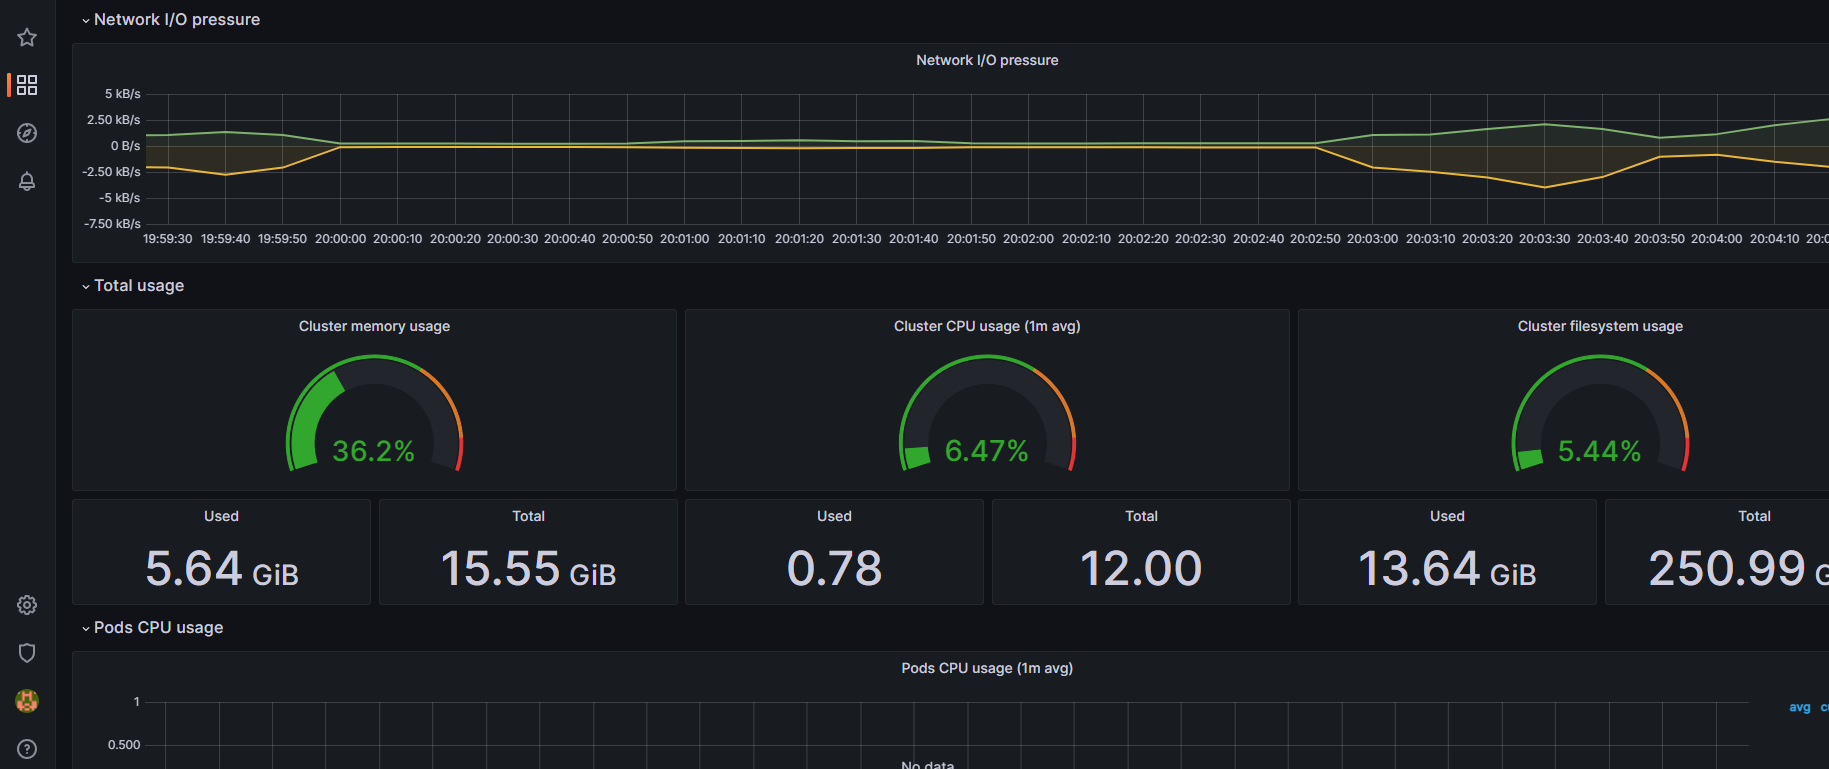 Network I/O pressure
Network I/O pressure
5 kB/s
2.50 kB/s
0 B/s
-2.50 kB/s
-5 kB/s
-7.50 kB/s
19:59:30 19:59:40 19:59:50 20:00:00 20:00:10 20:00:20 20:00:30 20:00:40 20:00:50 20:01:00 20:01:10 20:01:20 20:01:30 20:01:40 20:01:50 20:02:00 20:02:10 20:02:20 20:02:30 20:02:40 20:02:50 20:03:00 20:03:10 20:03:20 20:03:30 20:03:40 20:03:50 20:04:00 20:04:10
Total usage
Cluster memory usage Cluster CPU usage (1m avg) Cluster filesystem usage
36.2% 6.47% 5.44%
Used Total Used Total Used Total
5.64 GiB 15.55 GiB 0.78 12.00 13.64 GiB 250.99
Pods CPU usage
Pods CPU usage (1m avg)
1
avg
0.500
No data